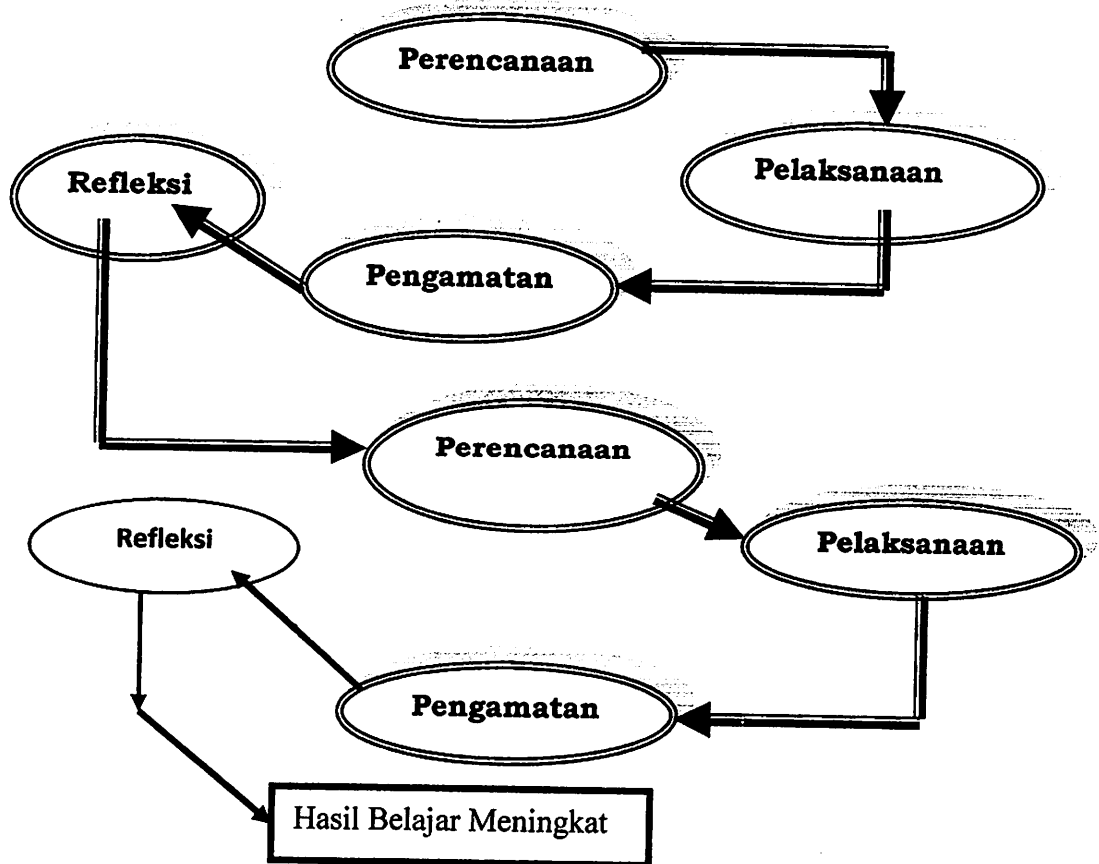 Perencanaan
Pelaksanaan
Refleksi
Pengamatan
Perencanaan
Pelaksanaan
Refleksi
Pengamatan
Hasil Belajar Meningkat